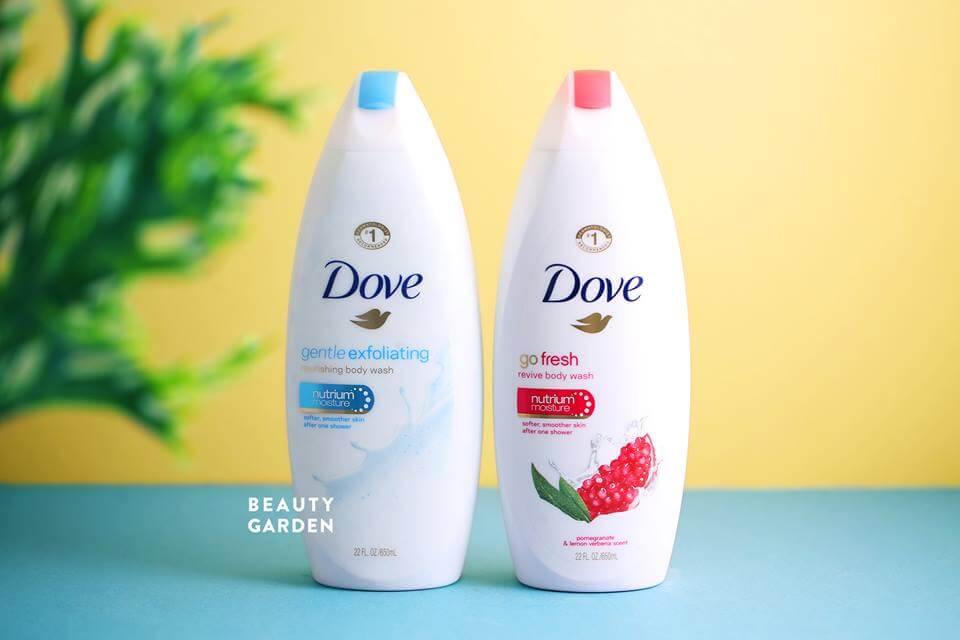 #1
Dove
gentle exfoliating
nourishing body wash
nutrium
moisture
softer, smoother skin
after one shower
22 FL. OZ./650mL
#1
Dove
go fresh
revive body wash
nutrium
moisture
softer, smoother skin
after one shower
pomegranate
& lemon verbena scent
22 FL. OZ./650mL
BEAUTY
GARDEN